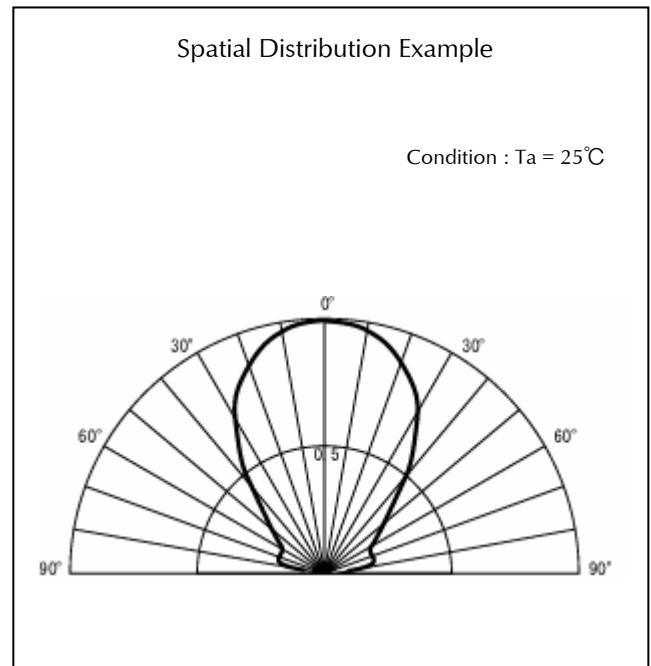 Spatial Distribution Example
Condition : Ta = 25℃
0°
30° 30°
60° 60°
0.5
90° 90°